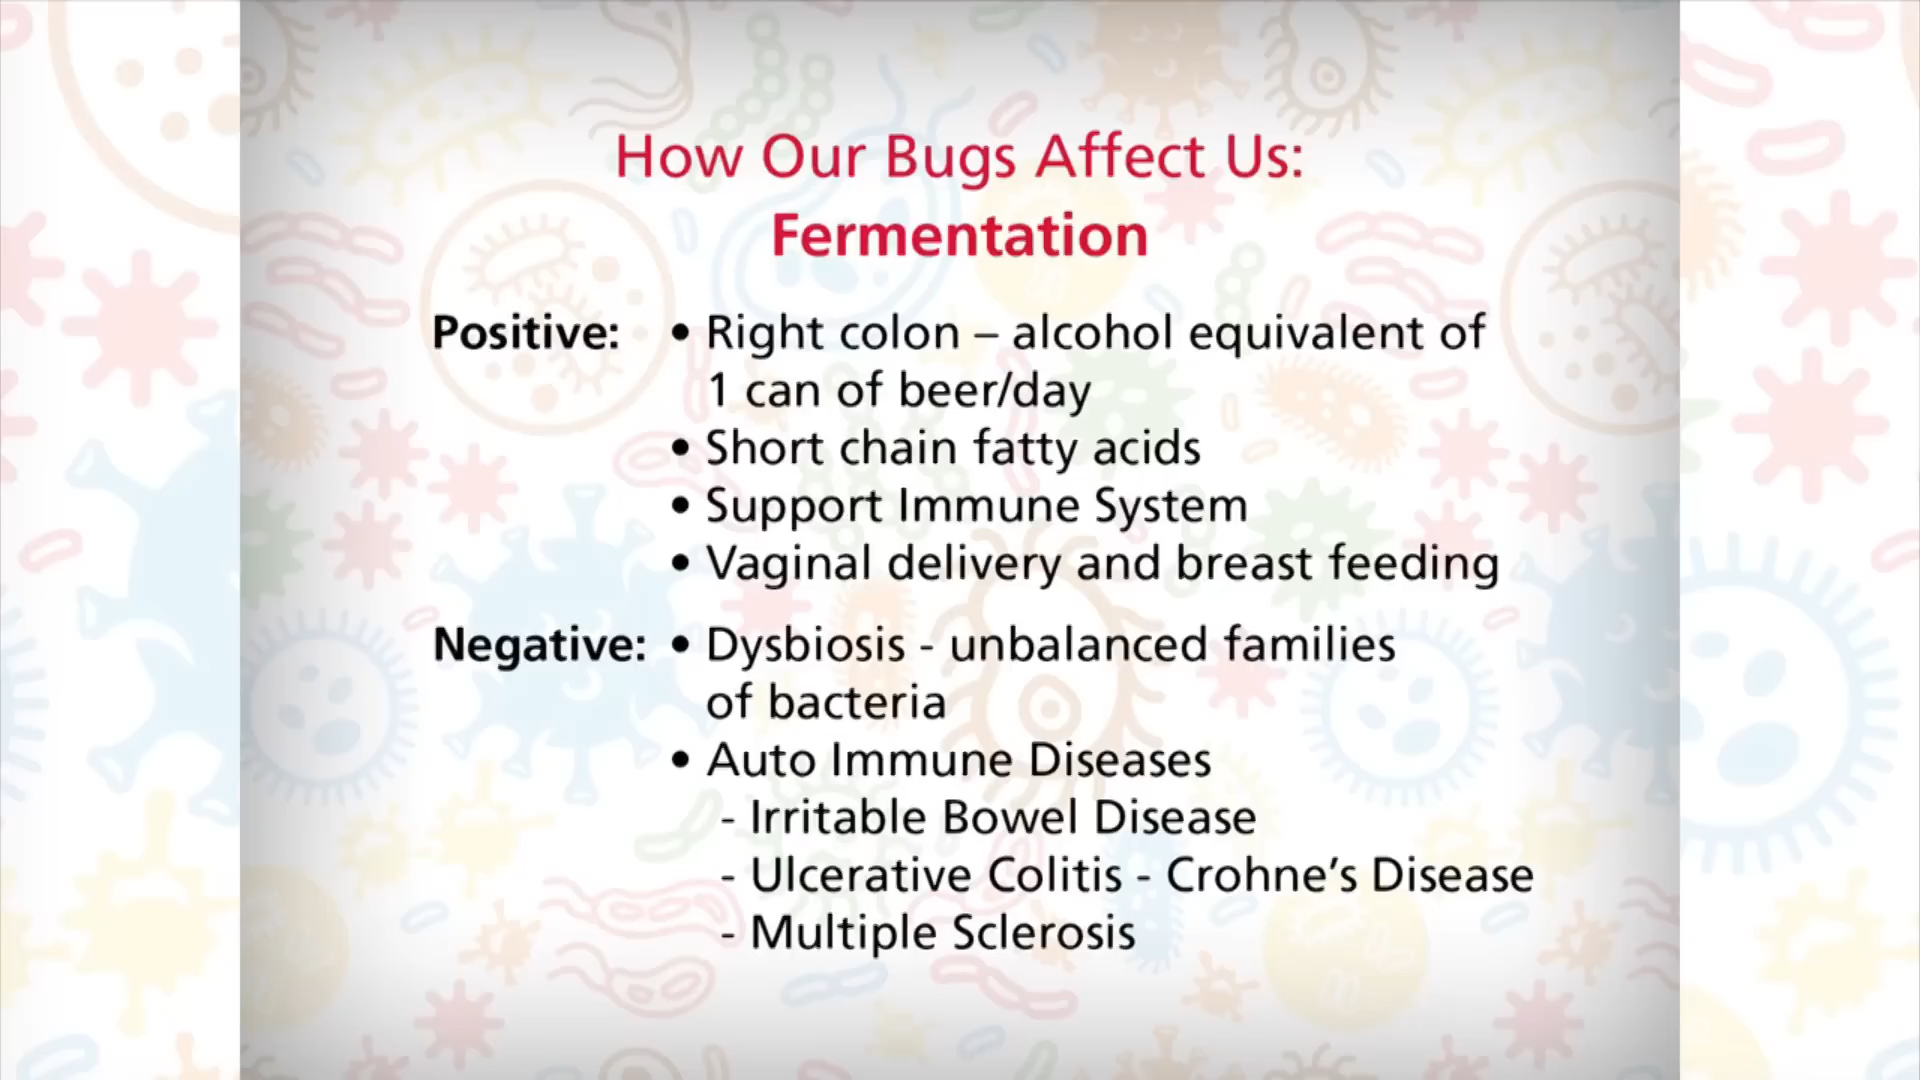 How Our Bugs Affect Us:
Fermentation
Positive: • Right colon – alcohol equivalent of
1 can of beer/day
• Short chain fatty acids
• Support Immune System
• Vaginal delivery and breast feeding
Negative: • Dysbiosis - unbalanced families
of bacteria
• Auto Immune Diseases
- Irritable Bowel Disease
- Ulcerative Colitis - Crohne’s Disease
- Multiple Sclerosis